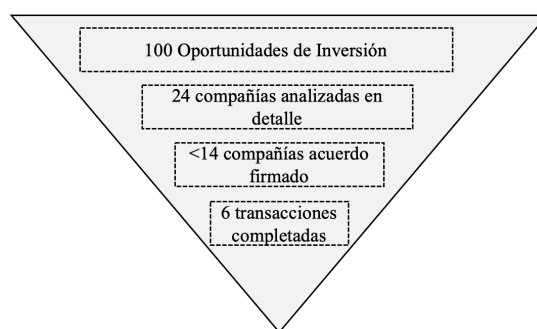 100 Oportunidades de Inversión
24 compañías analizadas en
detalle
<14 compañías acuerdo
firmado
6 transacciones
completadas